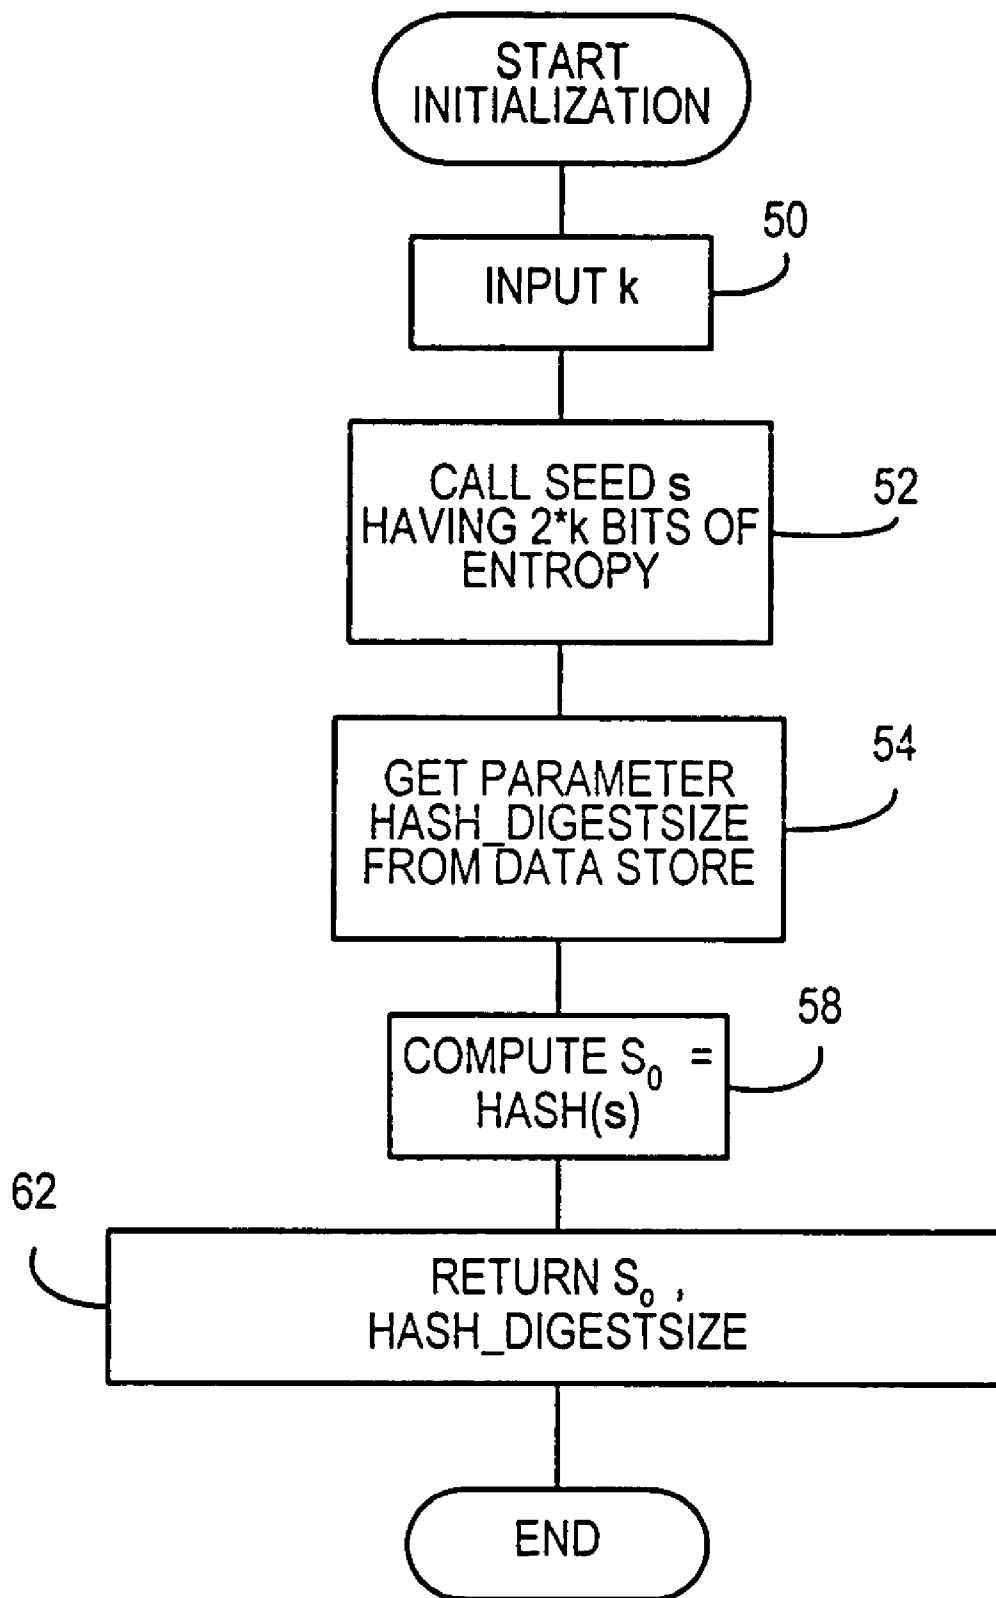 START
INITIALIZATION
50
INPUT k
CALL SEED s
HAVING 2*k BITS OF
ENTROPY
52
GET PARAMETER
HASH_DIGESTSIZE
FROM DATA STORE
54
COMPUTE S₀ =
HASH(s)
58
62
RETURN S₀ ,
HASH_DIGESTSIZE
END